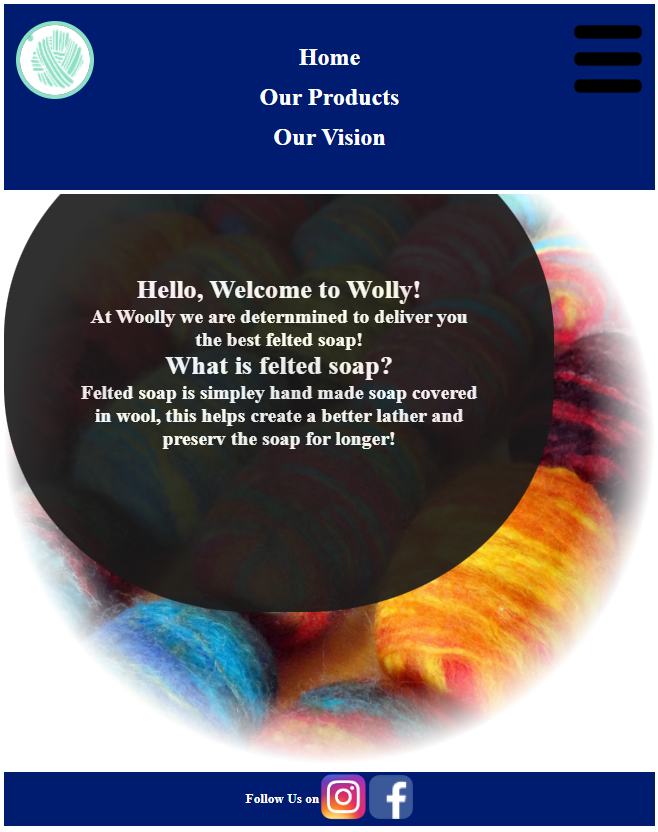 Home
Our Products
Our Vision
Hello, Welcome to Wolly!
At Woolly we are deternmined to deliver you
the best felted soap!
What is felted soap?
Felted soap is simpley hand made soap covered
in wool, this helps create a better lather and
preserv the soap for longer!
Follow Us on